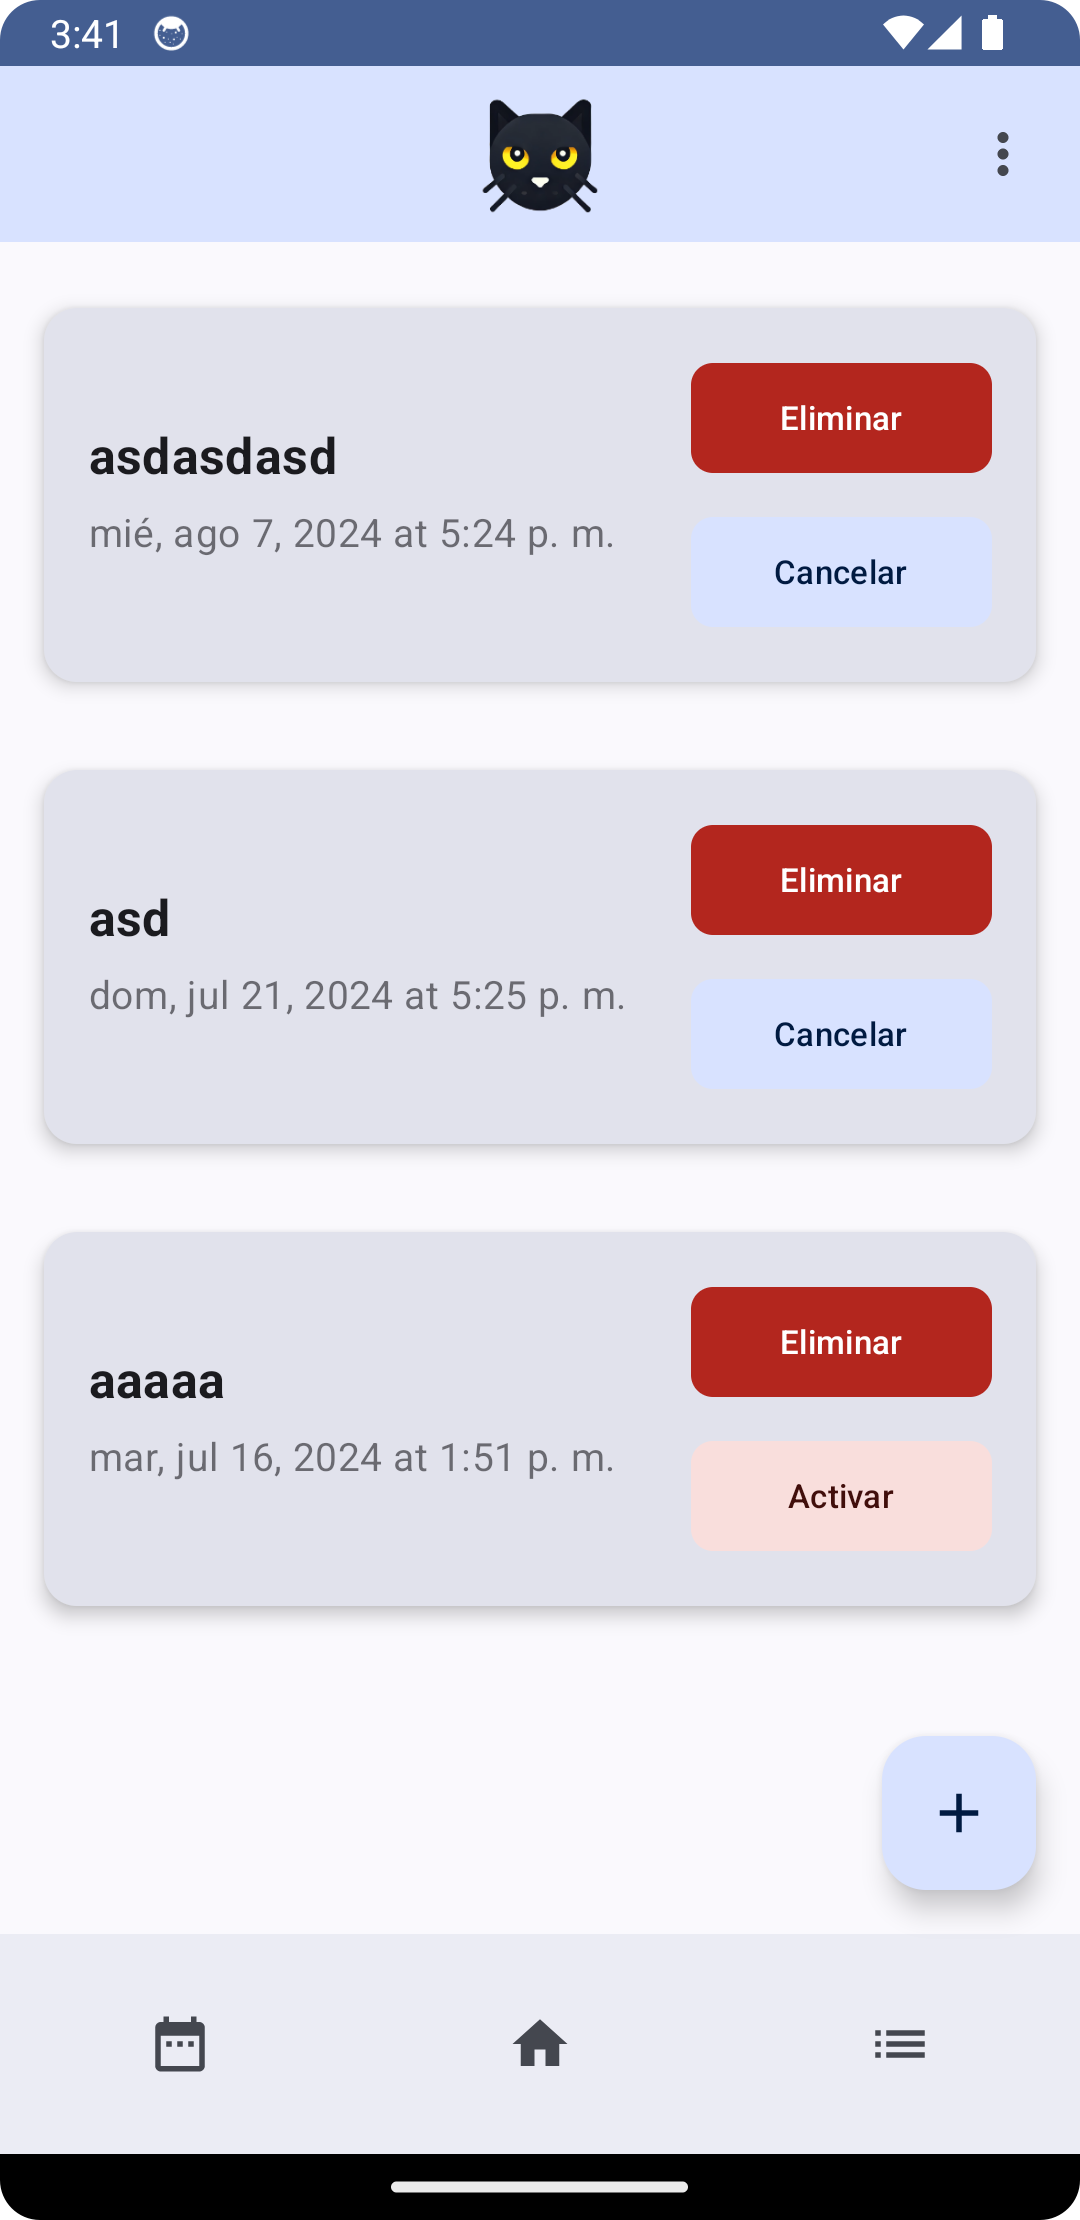 3:41
asdasdasd
mié, ago 7, 2024 at 5:24 p. m.
Eliminar
Cancelar
asd
dom, jul 21, 2024 at 5:25 p. m.
Eliminar
Cancelar
aaaaa
mar, jul 16, 2024 at 1:51 p. m.
Eliminar
Activar